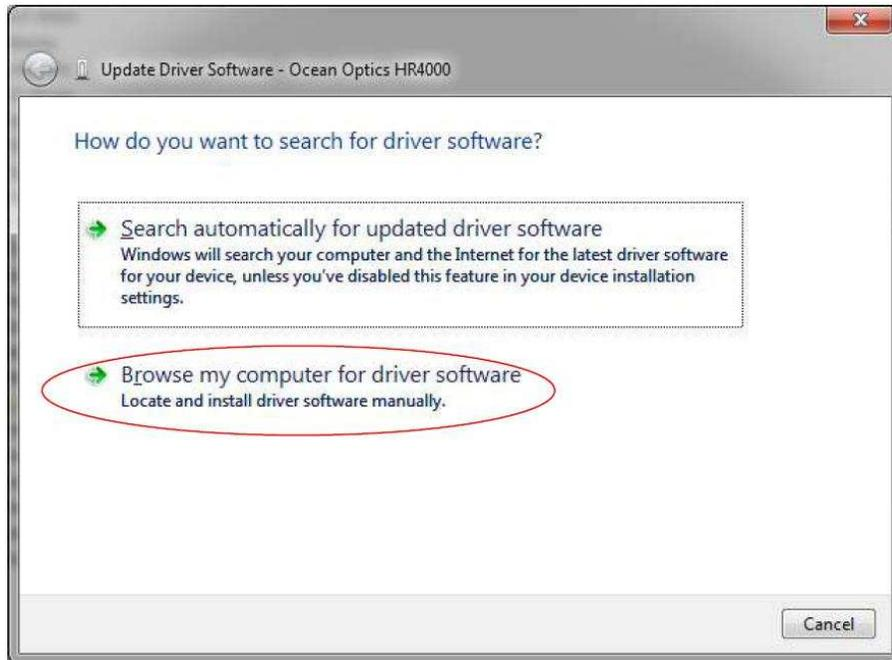 Update Driver Software - Ocean Optics HR4000
How do you want to search for driver software?
Search automatically for updated driver software
Windows will search your computer and the Internet for the latest driver software
for your device, unless you've disabled this feature in your device installation
settings.
Browse my computer for driver software
Locate and install driver software manually.
Cancel